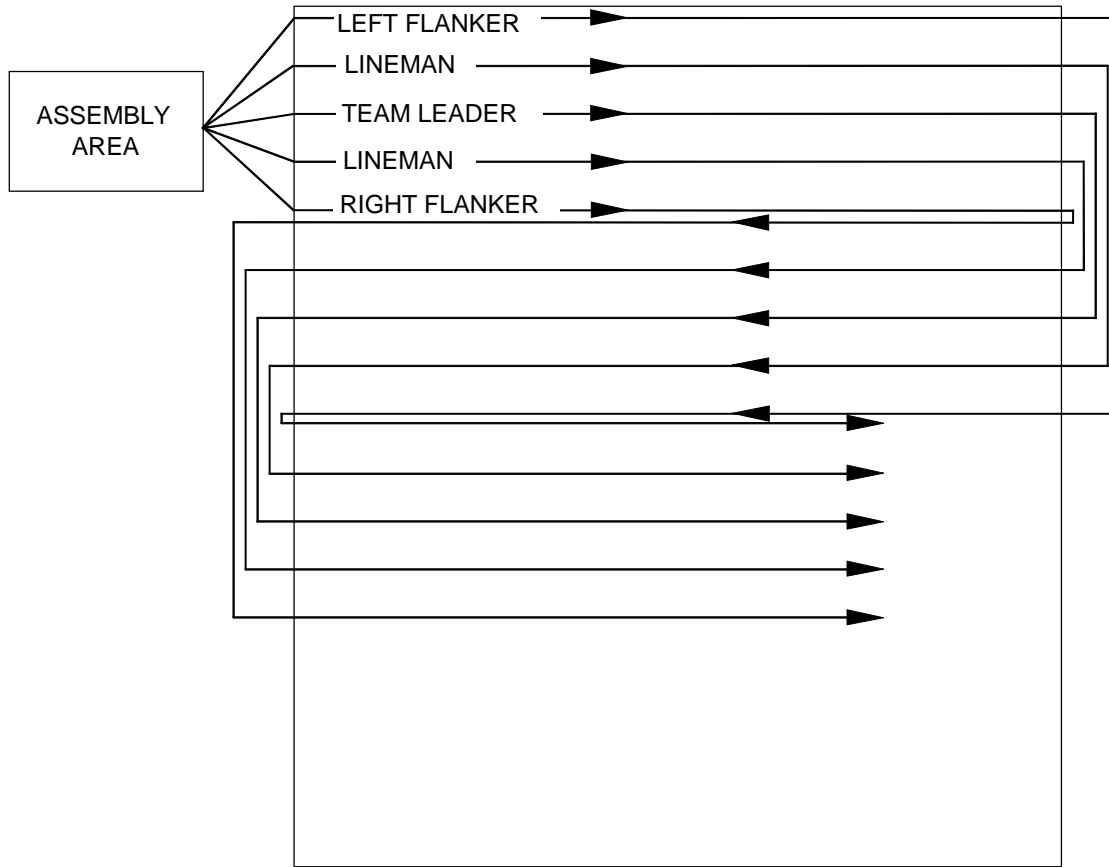 LEFT FLANKER
LINEMAN
ASSEMBLY
AREA
TEAM LEADER
LINEMAN
RIGHT FLANKER